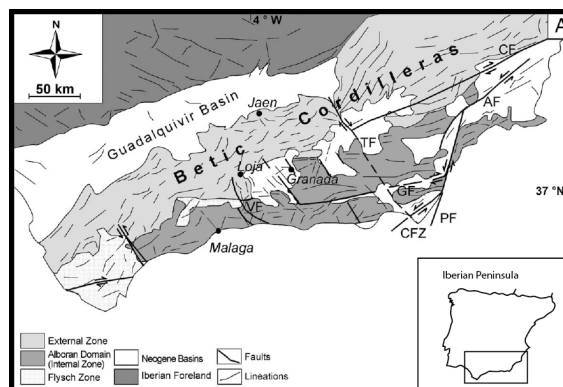 N
4 ° W
A
50 km
CF
Betic Cordilleras
Guadalquivir Basin
Jaen
AF
TF
Loja
Granada
37 °N
GF
VF
PF
CFZ
Malaga
Iberian Peninsula
External Zone
Alboran Domain
(Internal Zone)
Neogene Basins
Faults
Flysch Zone
Iberian Foreland
Lineations